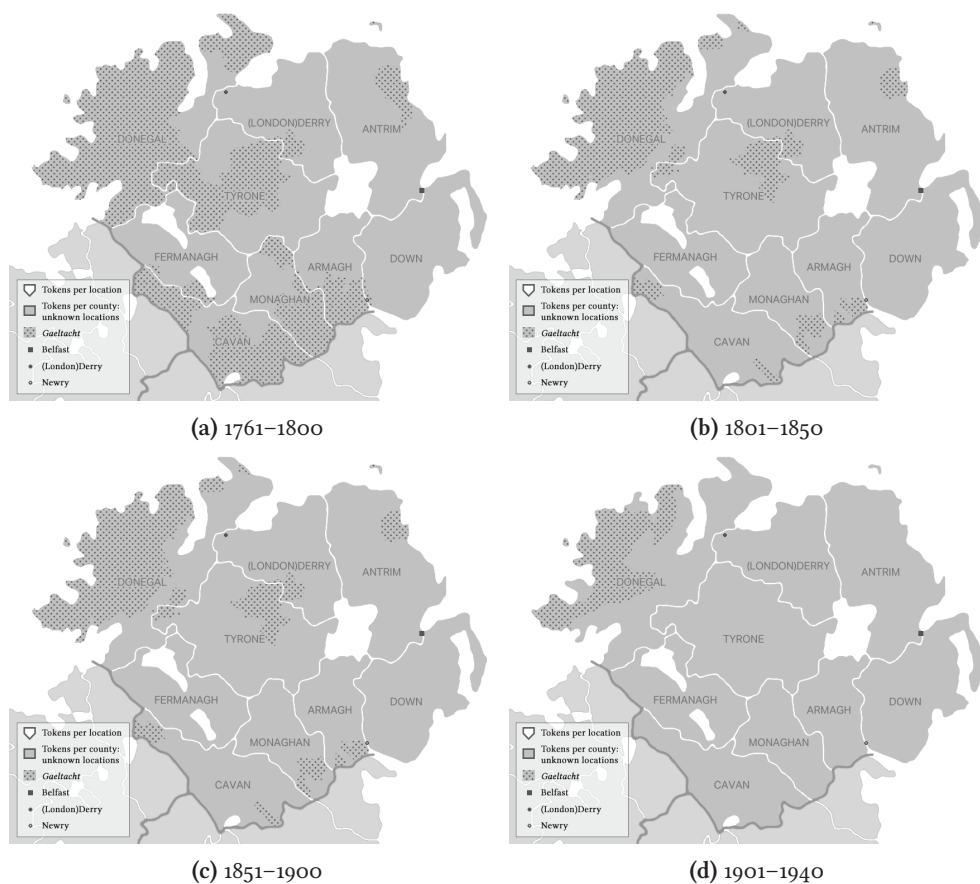 DONEGAL
(LONDON)DERRY
ANTRIM
TYRONE
FERMANAGH
ARMAGH
DOWN
MONAGHAN
CAVAN
Tokens per location
Tokens per county:
unknown locations
Gaeltacht
Belfast
(London)Derry
Newry
(a) 1761–1800
DONEGAL
(LONDON)DERRY
ANTRIM
TYRONE
FERMANAGH
ARMAGH
DOWN
MONAGHAN
CAVAN
Tokens per location
Tokens per county:
unknown locations
Gaeltacht
Belfast
(London)Derry
Newry
(b) 1801–1850
DONEGAL
(LONDON)DERRY
ANTRIM
TYRONE
FERMANAGH
ARMAGH
DOWN
MONAGHAN
CAVAN
Tokens per location
Tokens per county:
unknown locations
Gaeltacht
Belfast
(London)Derry
Newry
(c) 1851–1900
DONEGAL
(LONDON)DERRY
ANTRIM
TYRONE
FERMANAGH
ARMAGH
DOWN
MONAGHAN
CAVAN
Tokens per location
Tokens per county:
unknown locations
Gaeltacht
Belfast
(London)Derry
Newry
(d) 1901–1940